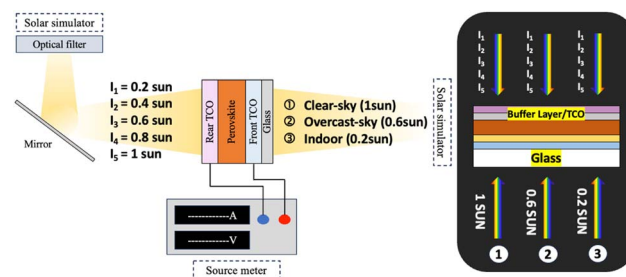 Solar simulator
Optical filter
Mirror
I1 = 0.2 sun
I2 = 0.4 sun
I3 = 0.6 sun
I4 = 0.8 sun
I5 = 1 sun
Rear TCO
Perovskite
Front TCO
Glass
① Clear-sky (1sun)
② Overcast-sky (0.6sun)
③ Indoor (0.2sun)
Solar simulator
------------A
------------V
Source meter
I1 I1 I1
I2 I2 I2
I3 I3 I3
I4 I4 I4
I5 I5 I5
Buffer Layer/TCO
Glass
1 SUN
0.6 SUN
0.2 SUN
1 2 3